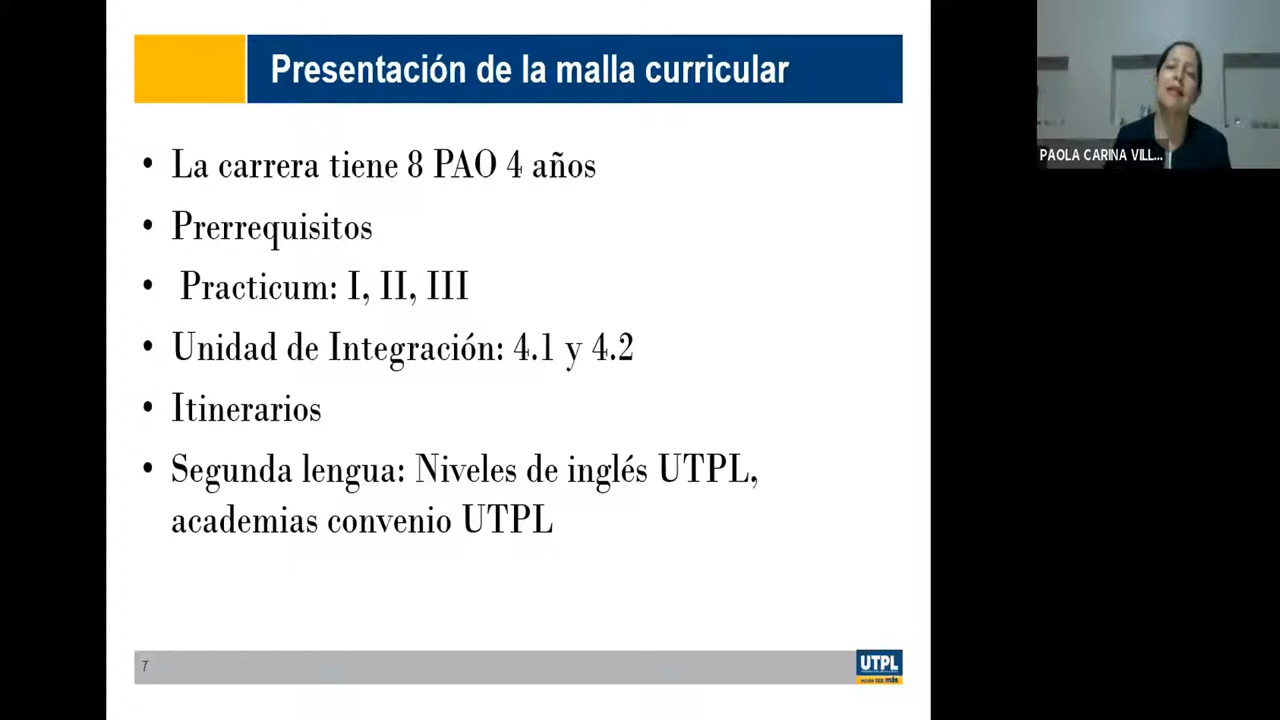 Presentación de la malla curricular
• La carrera tiene 8 PAO 4 años
• Prerrequisitos
• Practicum: I, II, III
• Unidad de Integración: 4.1 y 4.2
• Itinerarios
• Segunda lengua: Niveles de inglés UTPL,
academias convenio UTPL
PAOLA CARINA VILL...
7
UTPL